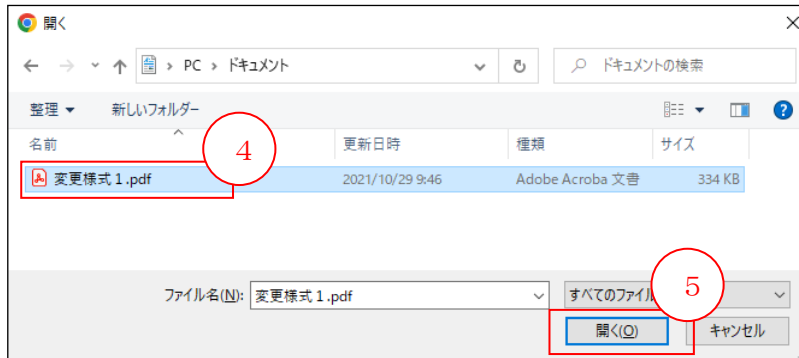 開く
PC › ドキュメント
ドキュメントの検索
整理 新しいフォルダー
名前 更新日時 種類 サイズ
4
変更様式１.pdf 2021/10/29 9:46 Adobe Acroba 文書 334 KB
ファイル名(N): 変更様式１.pdf すべてのファイル
5
開く(O) キャンセル